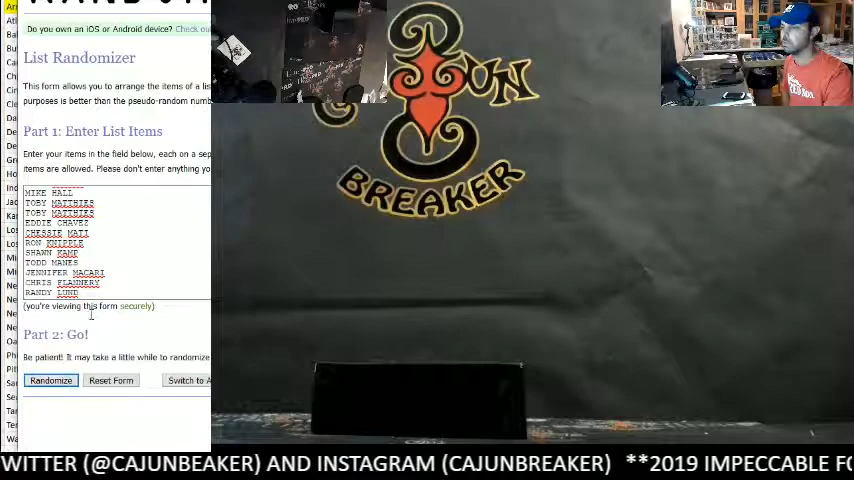 Do you own an iOS or Android device? Check ou
List Randomizer
This form allows you to arrange the items of a lis
purposes is better than the pseudo-random numb
Part 1: Enter List Items
Enter your items in the field below, each on a sep
items are allowed. Please don't enter anything yo
MIKE HALL
TOBY MATTHIES
TOBY MATTHIES
EDDIE CHAVEZ
CHESSIE MATI
RON KNIPPLE
SHAWN KAMP
TODD MANES
JENNIFER MACARI
CHRIS FLANNERY
RANDY LUND
(you're viewing this form securely)
Part 2: Go!
Be patient! It may take a little while to randomize
Randomize Reset Form Switch to A
UN
BREAKER
WITTER (@CAJUNBEAKER) AND INSTAGRAM (CAJUNBREAKER) **2019 IMPECCABLE FO